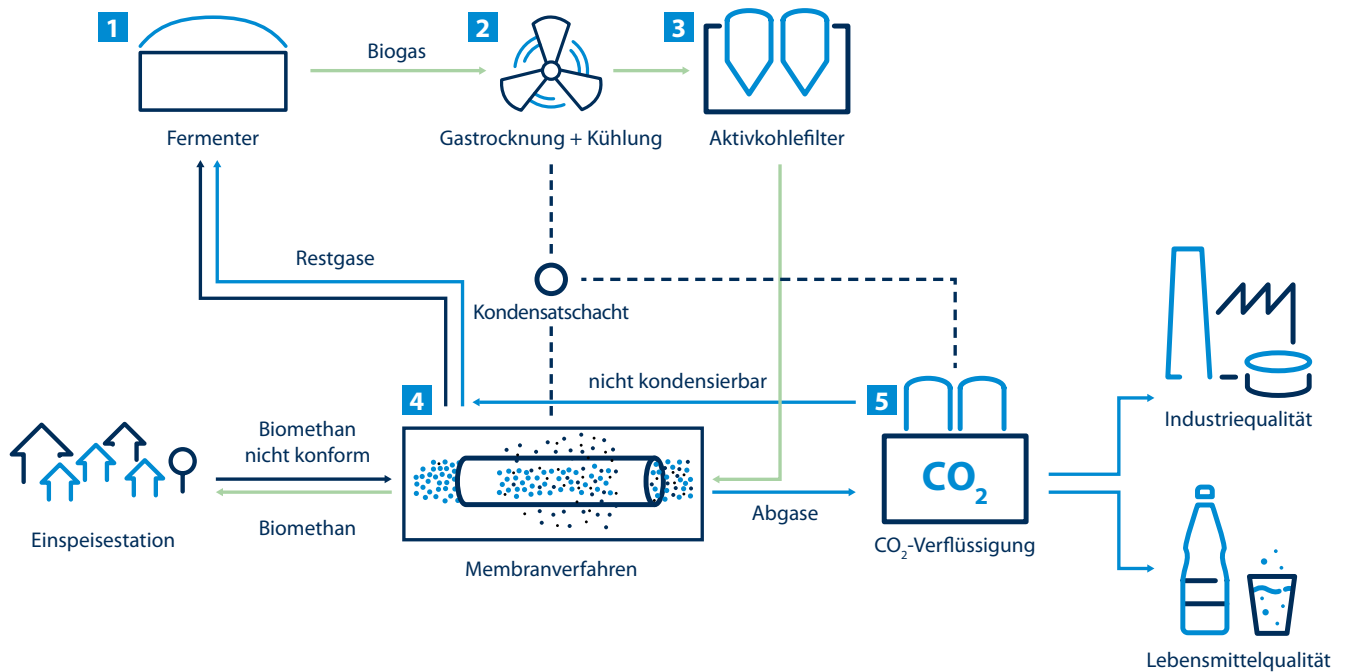 1
2
3
Biogas
Fermenter
Gastrocknung + Kühlung
Aktivkohlefilter
Restgase
Kondensatschacht
nicht kondensierbar
4
5
Biomethan
nicht konform
Industriequalität
CO₂
Biomethan
Abgase
Einspeisestation
CO₂-Verflüssigung
Membranverfahren
Lebensmittelqualität